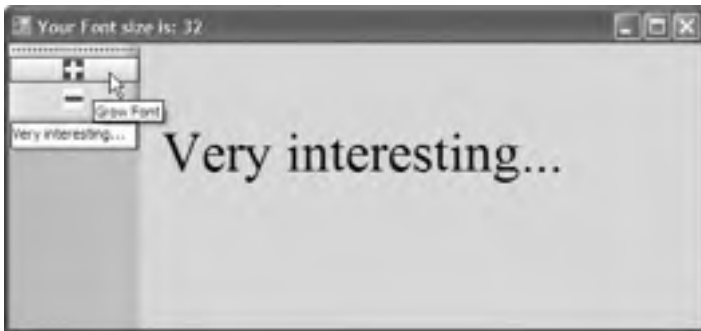 Your Font size is: 32
Grow Font
Very interesting...
Very interesting...